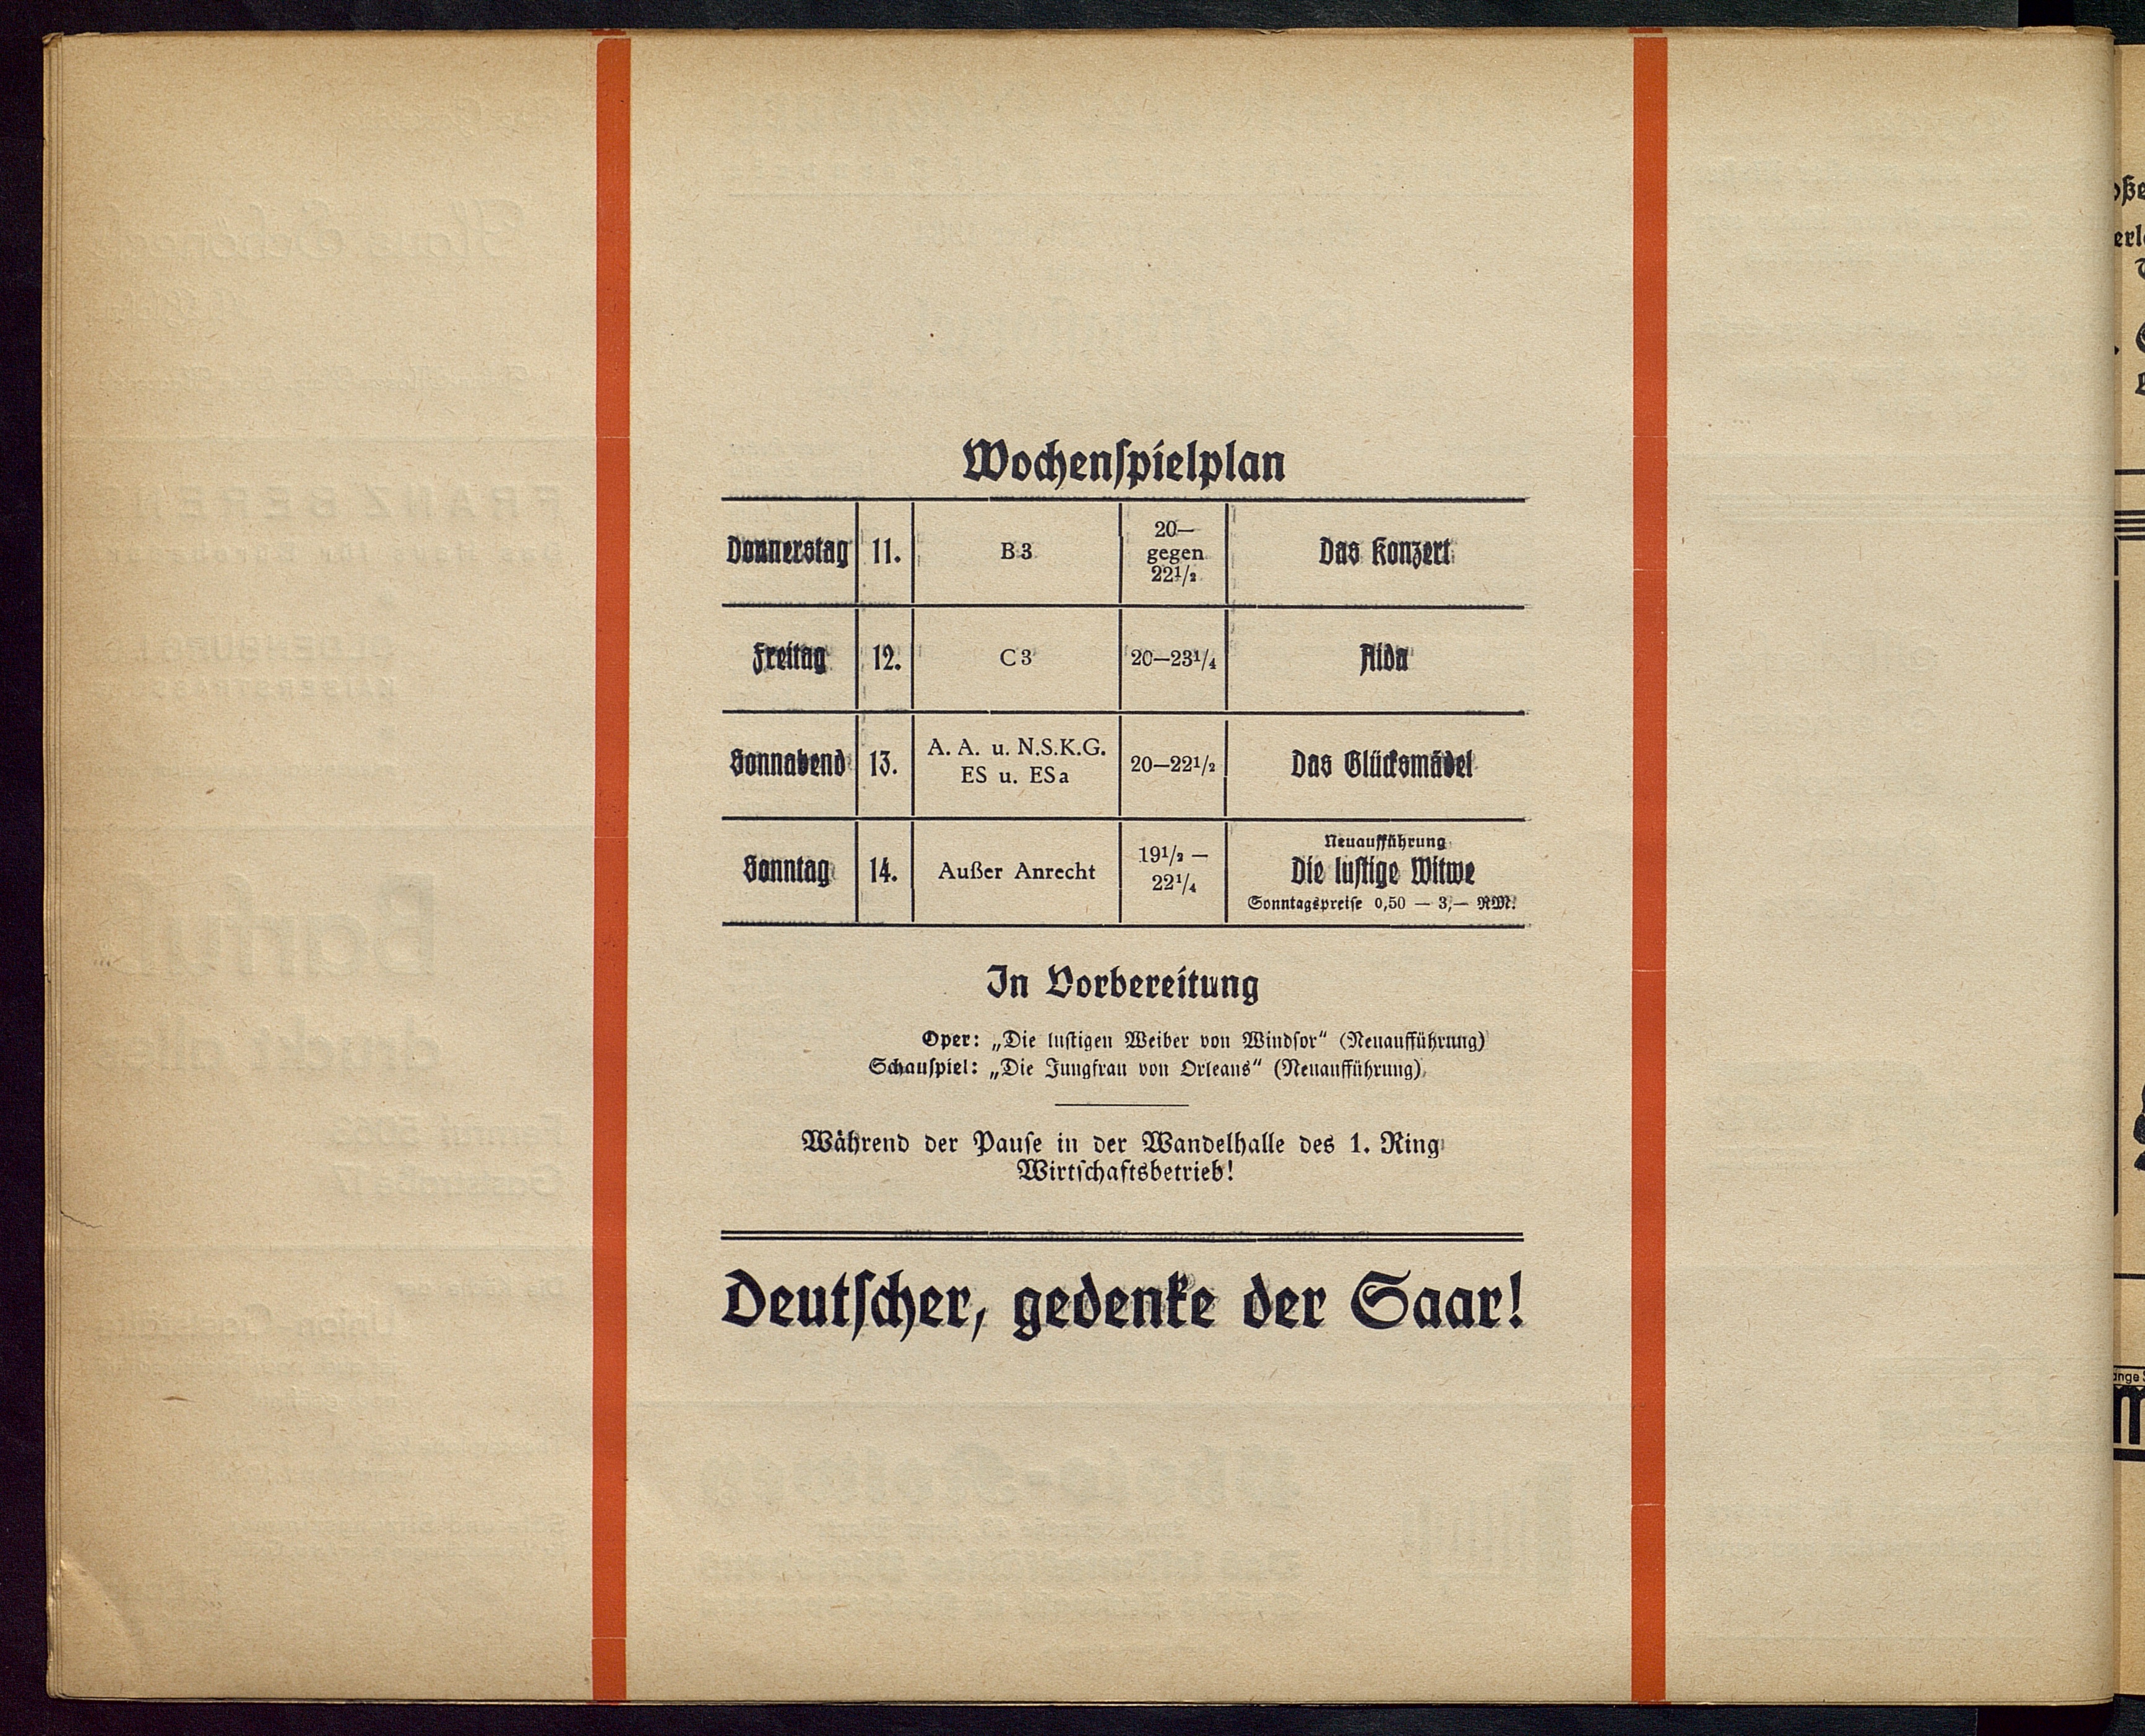 Wochenspielplan
Donnerstag 11. B 3 20— gegen 22½ Das Konzert
Freitag 12. C 3 20—23¼ Aida
Sonnabend 13. A. A. u. N.S.K.G. ES u. ESa 20—22½ Das Glücksmädel
Sonntag 14. Außer Anrecht 19½ — 22¼ Neuaufführung Die lustige Witwe Sonntagspreise 0,50 — 3,— RM.
In Vorbereitung
Oper: „Die lustigen Weiber von Windsor“ (Neuaufführung)
Schauspiel: „Die Jungfrau von Orleans“ (Neuaufführung)
Während der Pause in der Wandelhalle des 1. Ring
Wirtschaftsbetrieb!
Deutscher, gedenke der Saar!